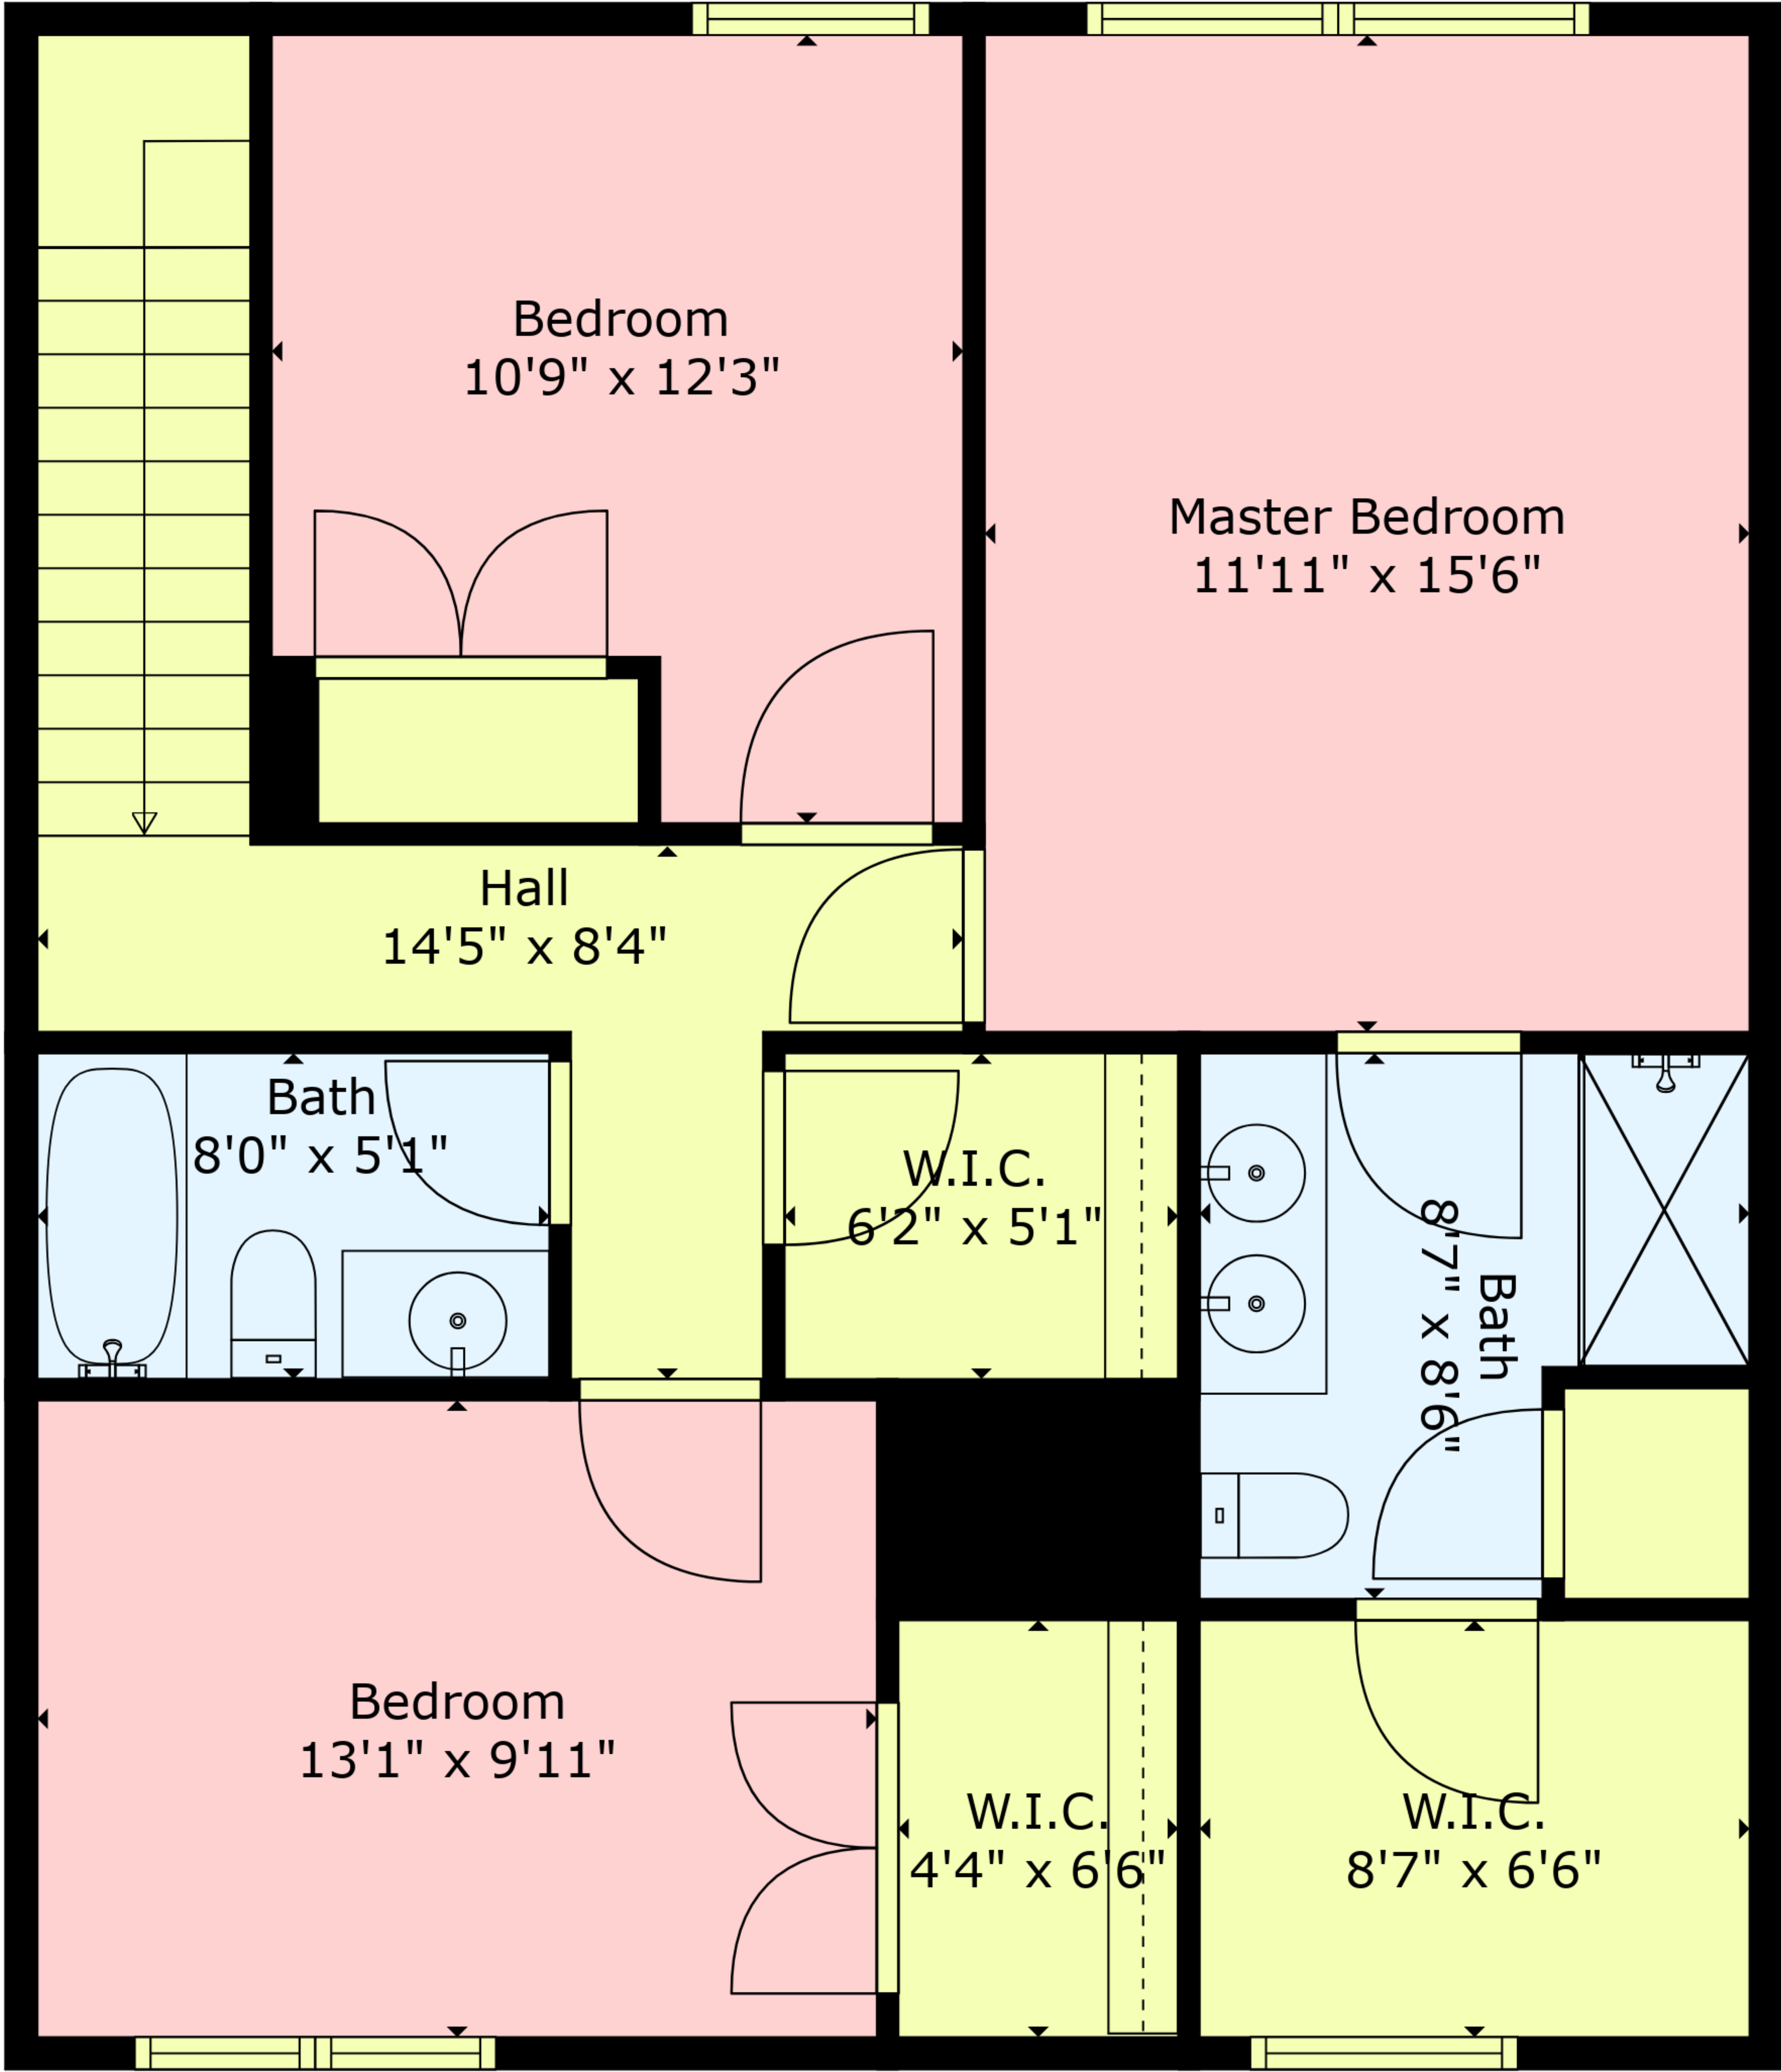 Bedroom
10'9" x 12'3"
Master Bedroom
11'11" x 15'6"
Hall
14'5" x 8'4"
Bath
8'0" x 5'1"
W.I.C.
6'2" x 5'1"
Bath
8'7" x 8'6"
Bedroom
13'1" x 9'11"
W.I.C.
4'4" x 6'6"
W.I.C.
8'7" x 6'6"